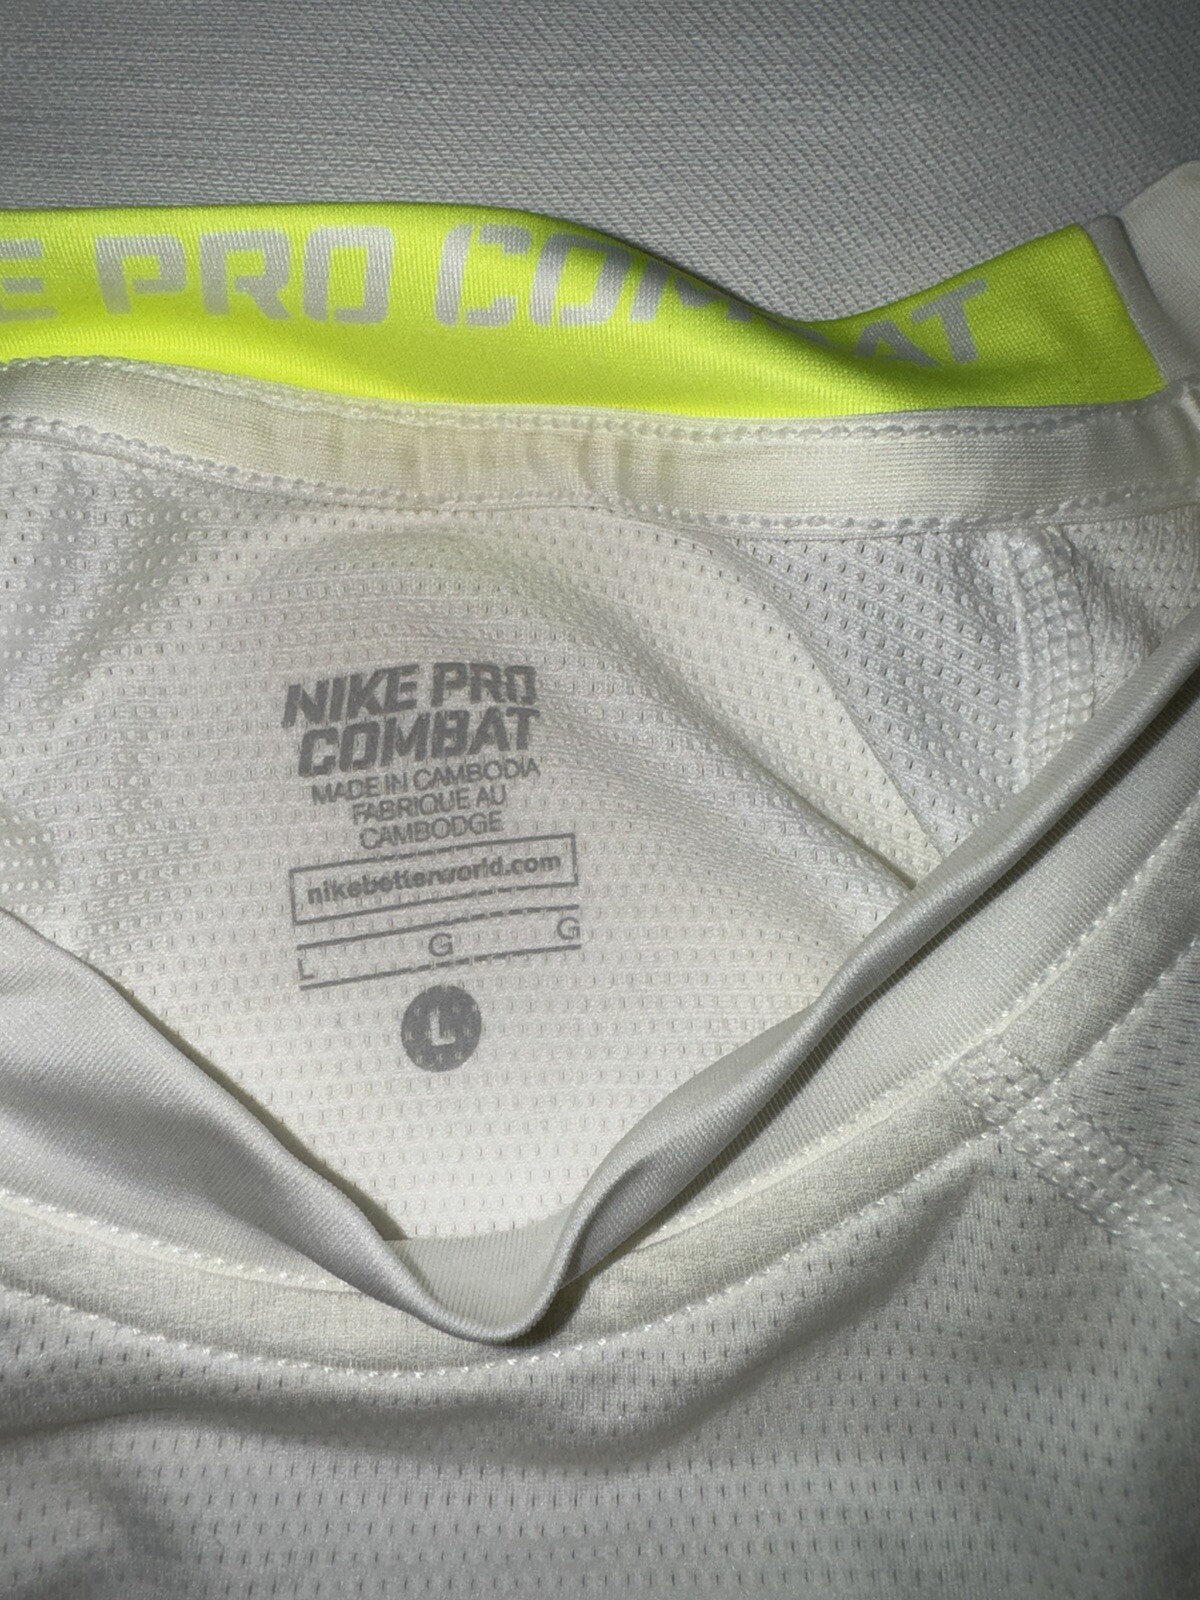 E PRO COMBAT
NIKE PRO
COMBAT
MADE IN CAMBODIA
FABRIQUE AU
CAMBODGE
nikebetterworld.com
L G G
L